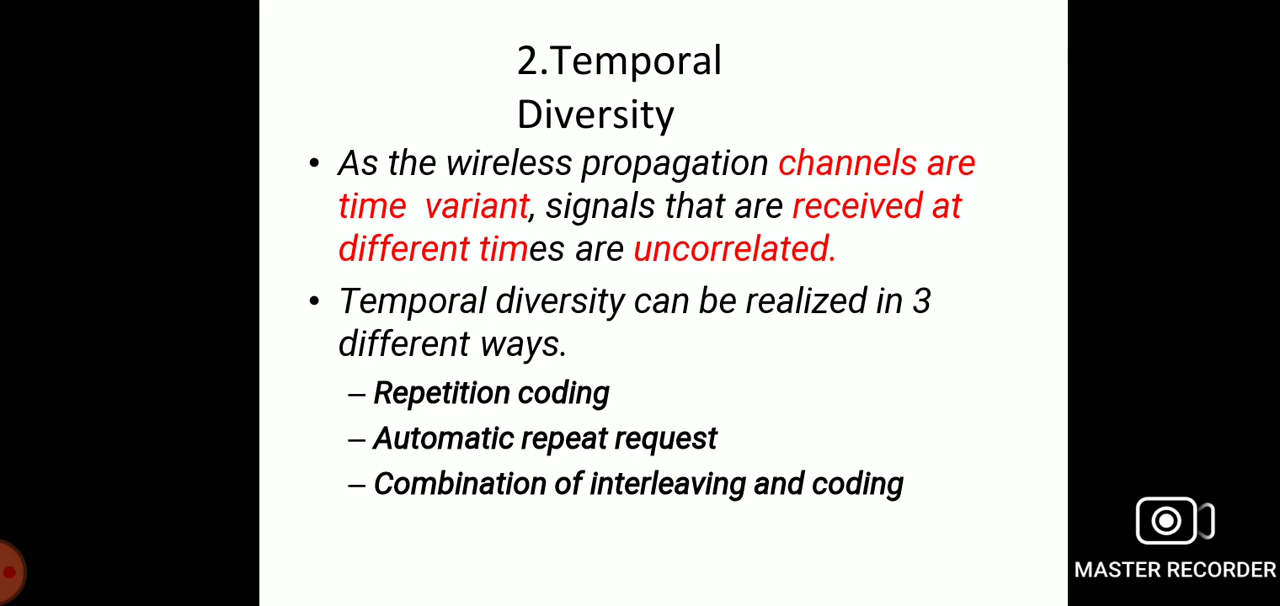 2.Temporal
Diversity
• As the wireless propagation channels are
time variant, signals that are received at
different times are uncorrelated.
• Temporal diversity can be realized in 3
different ways.
– Repetition coding
– Automatic repeat request
– Combination of interleaving and coding
MASTER RECORDER